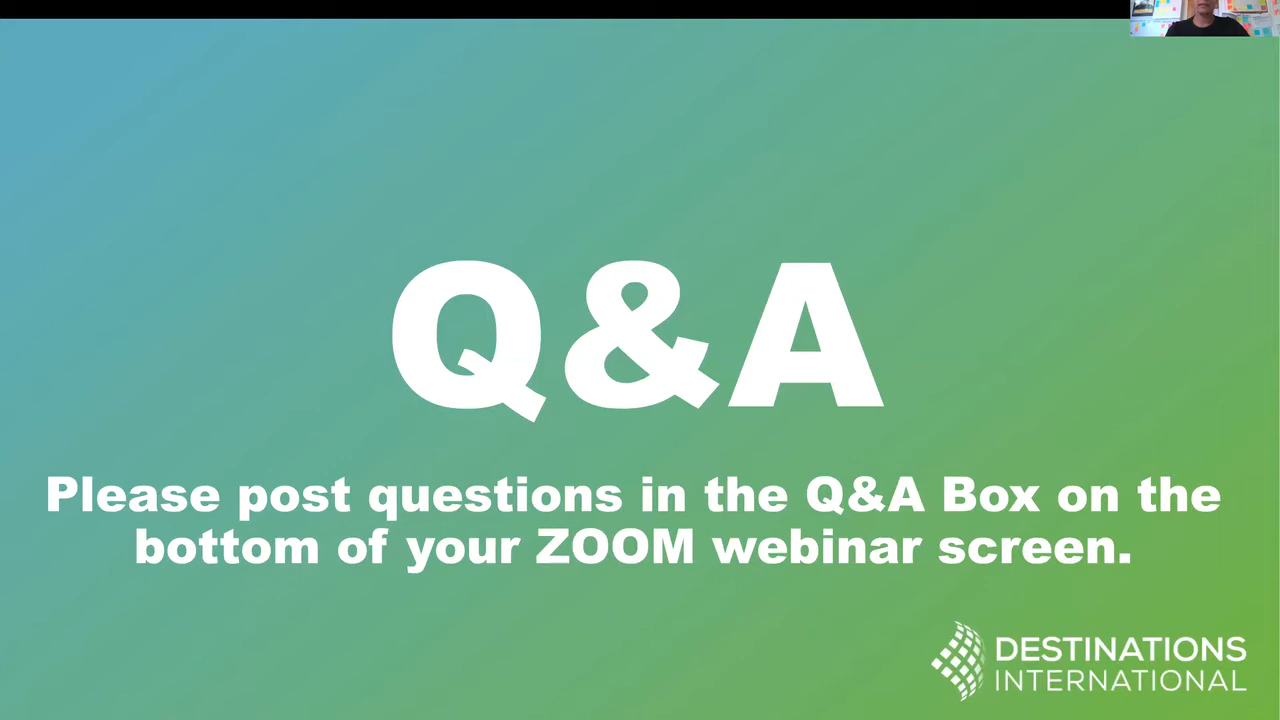 Q&A
Please post questions in the Q&A Box on the
bottom of your ZOOM webinar screen.
DESTINATIONS
INTERNATIONAL